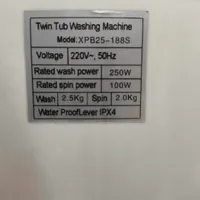 Twin Tub Washing Machine
Model: XPB25-188S
Voltage 220V~, 50Hz
Rated wash power 250W
Rated spin power 100W
Wash 2.5Kg Spin 2.0Kg
Water ProofLever IPX4